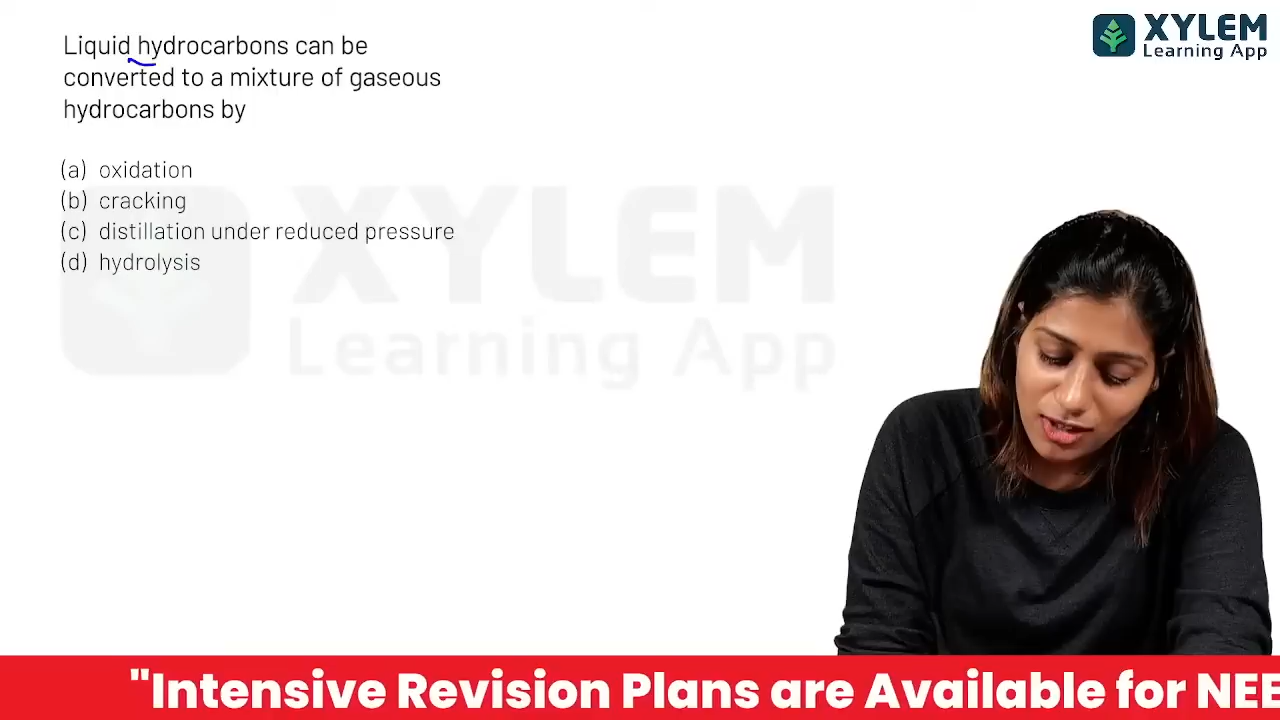 Liquid hydrocarbons can be
converted to a mixture of gaseous
hydrocarbons by
(a) oxidation
(b) cracking
(c) distillation under reduced pressure
(d) hydrolysis
XYLEM
Learning App
XYLEM
Learning App
"Intensive Revision Plans are Available for NEE